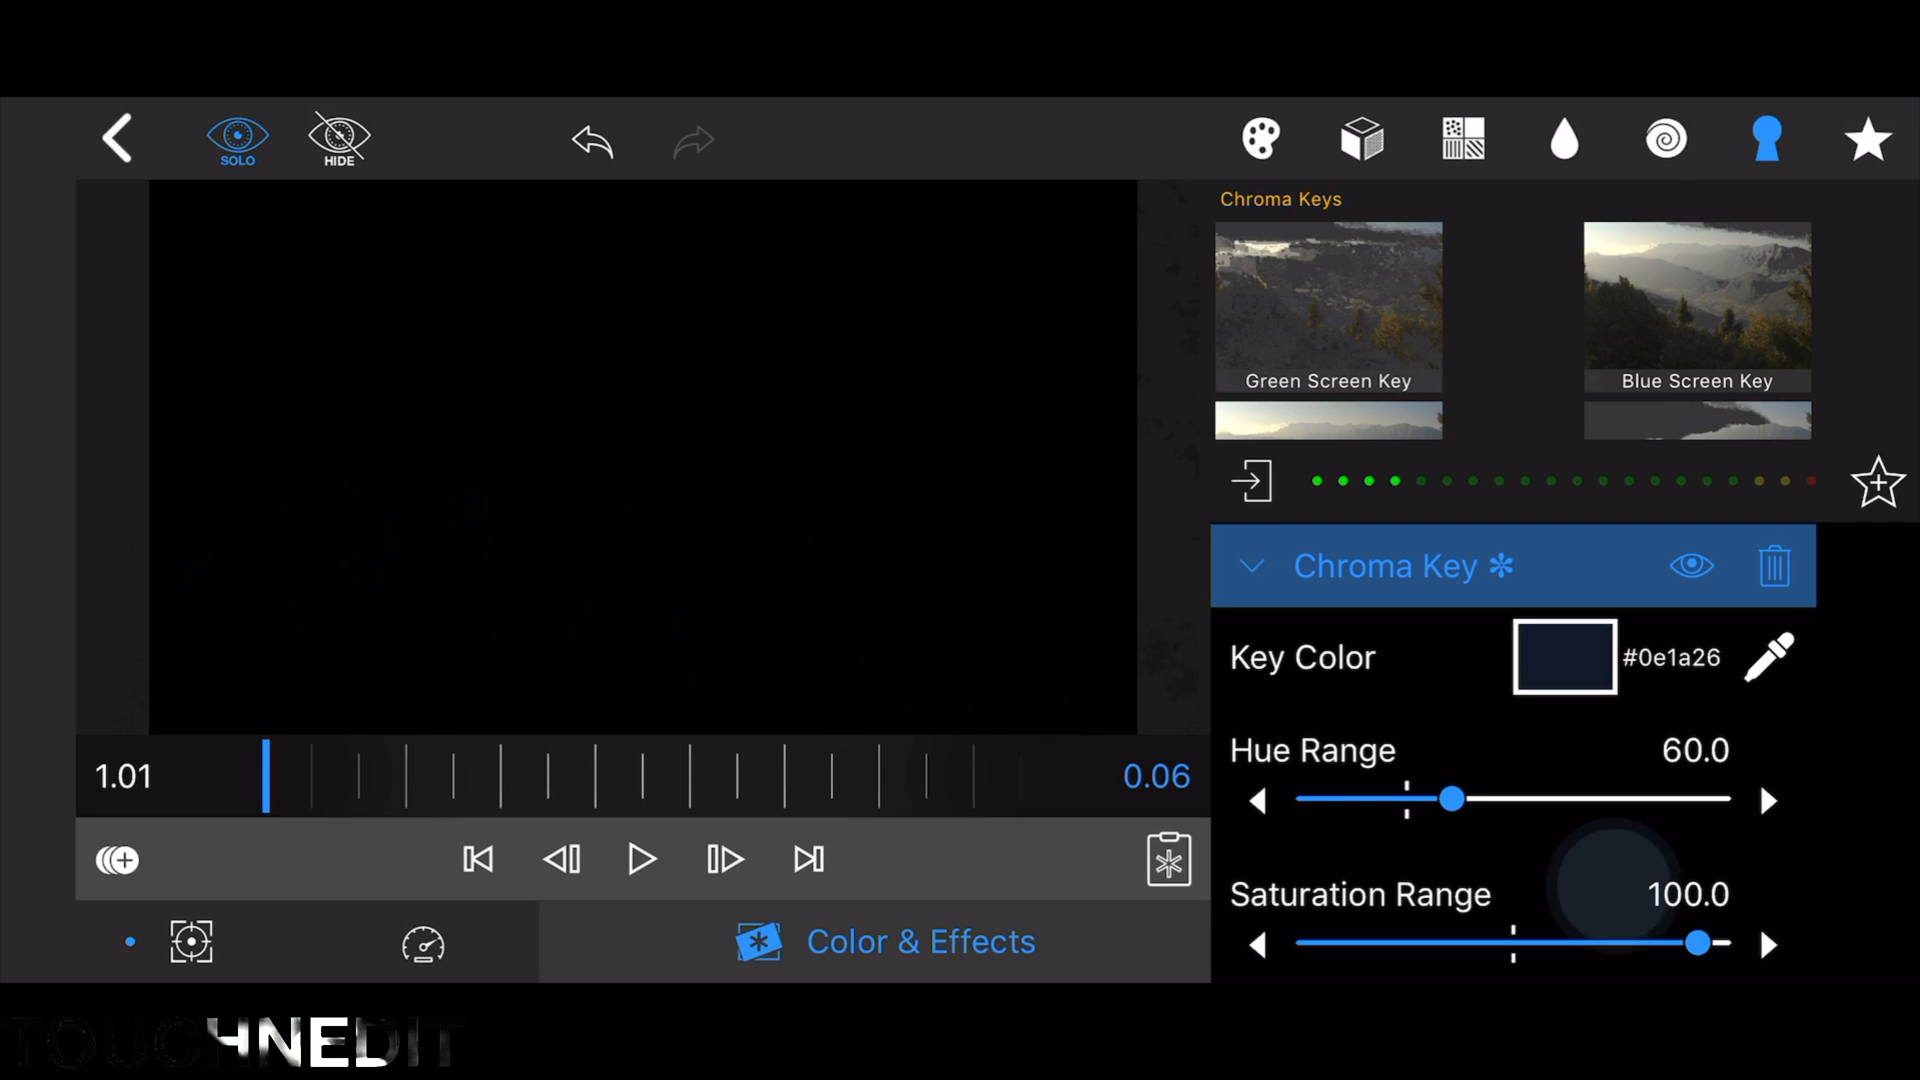 SOLO
HIDE
Chroma Keys
Green Screen Key
Blue Screen Key
Chroma Key ✻
Key Color
#0e1a26
Hue Range
60.0
Saturation Range
100.0
1.01
0.06
Color & Effects
TOUCHNEDIT